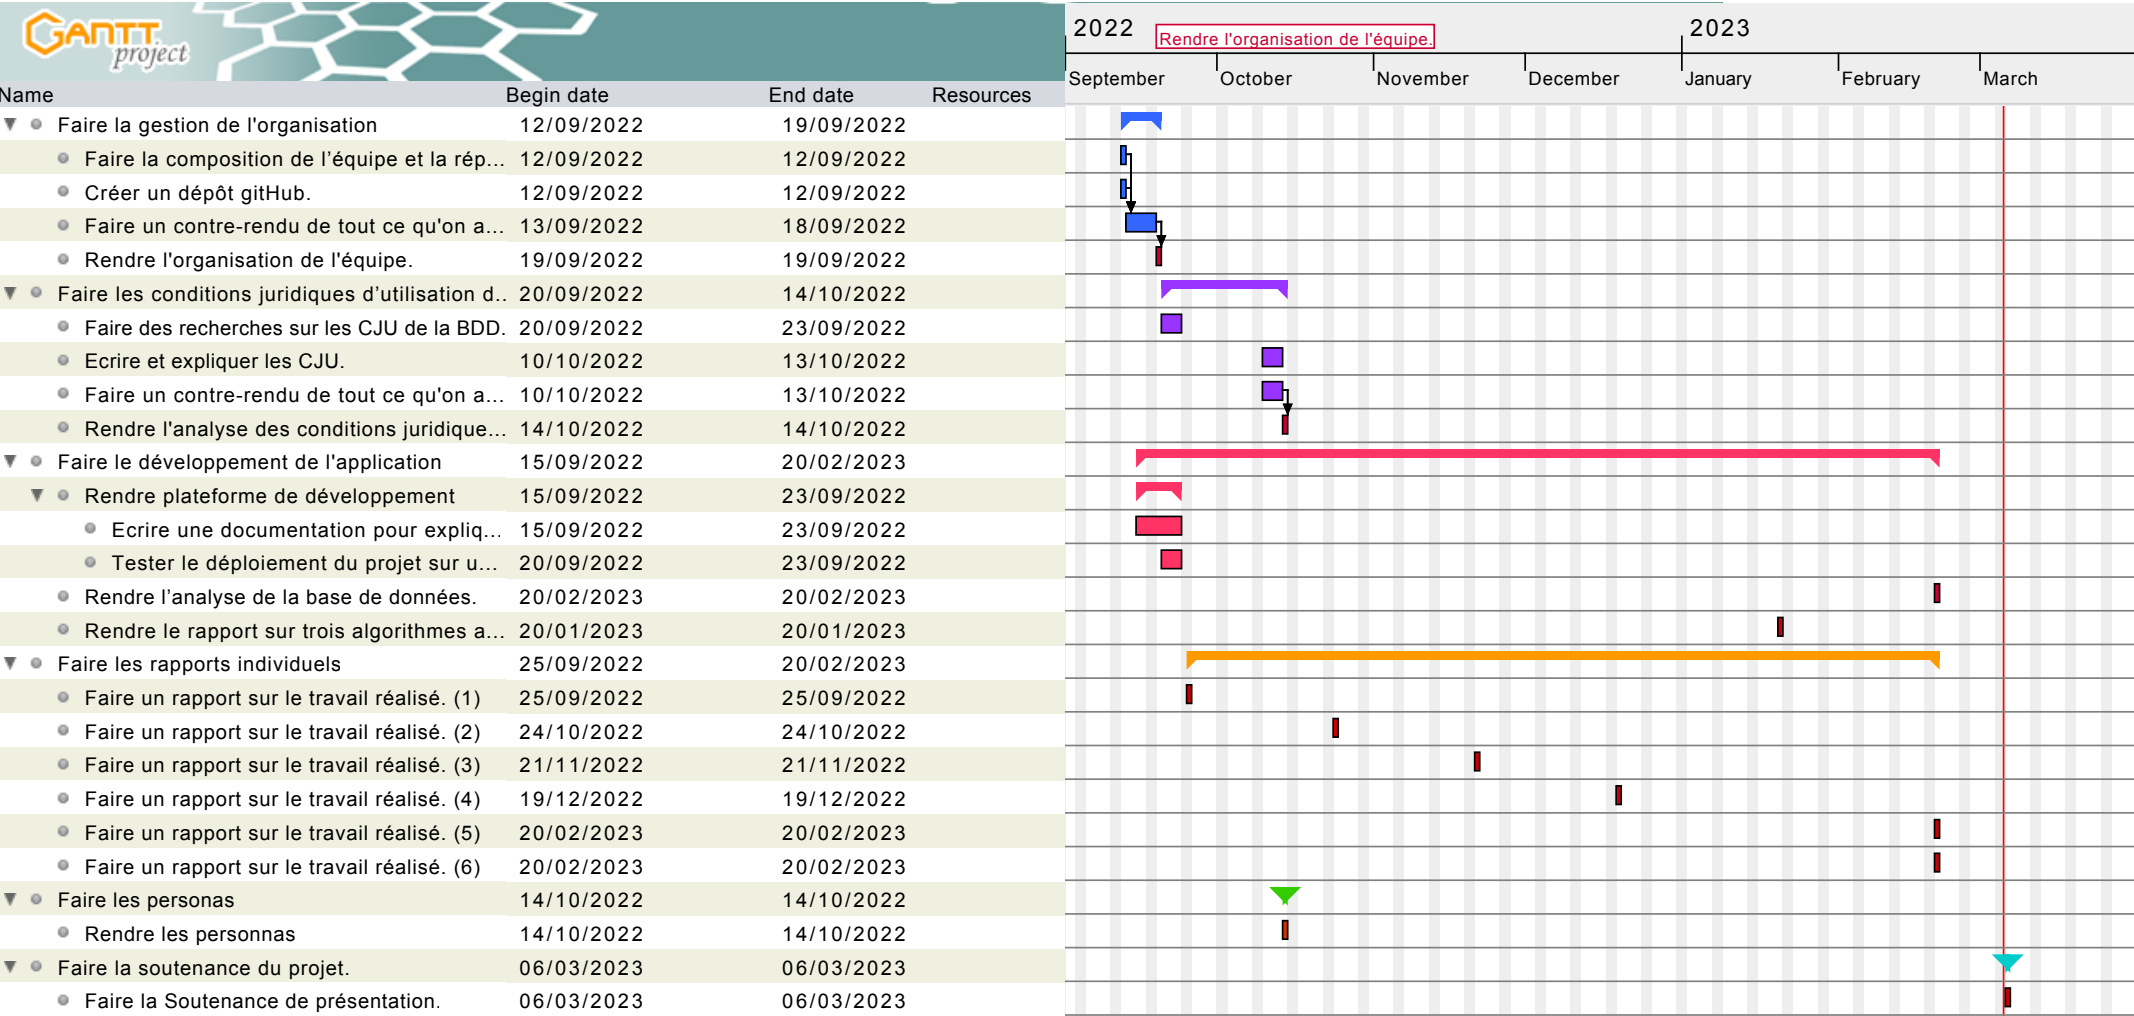 GANTT project
2022 Rendre l'organisation de l'équipe. 2023
September October November December January February March
Name Begin date End date Resources
Faire la gestion de l'organisation 12/09/2022 19/09/2022
Faire la composition de l’équipe et la rép... 12/09/2022 12/09/2022
Créer un dépôt gitHub. 12/09/2022 12/09/2022
Faire un contre-rendu de tout ce qu'on a... 13/09/2022 18/09/2022
Rendre l'organisation de l'équipe. 19/09/2022 19/09/2022
Faire les conditions juridiques d’utilisation d.. 20/09/2022 14/10/2022
Faire des recherches sur les CJU de la BDD. 20/09/2022 23/09/2022
Ecrire et expliquer les CJU. 10/10/2022 13/10/2022
Faire un contre-rendu de tout ce qu'on a... 10/10/2022 13/10/2022
Rendre l'analyse des conditions juridique... 14/10/2022 14/10/2022
Faire le développement de l'application 15/09/2022 20/02/2023
Rendre plateforme de développement 15/09/2022 23/09/2022
Ecrire une documentation pour expliq... 15/09/2022 23/09/2022
Tester le déploiement du projet sur u... 20/09/2022 23/09/2022
Rendre l’analyse de la base de données. 20/02/2023 20/02/2023
Rendre le rapport sur trois algorithmes a... 20/01/2023 20/01/2023
Faire les rapports individuels 25/09/2022 20/02/2023
Faire un rapport sur le travail réalisé. (1) 25/09/2022 25/09/2022
Faire un rapport sur le travail réalisé. (2) 24/10/2022 24/10/2022
Faire un rapport sur le travail réalisé. (3) 21/11/2022 21/11/2022
Faire un rapport sur le travail réalisé. (4) 19/12/2022 19/12/2022
Faire un rapport sur le travail réalisé. (5) 20/02/2023 20/02/2023
Faire un rapport sur le travail réalisé. (6) 20/02/2023 20/02/2023
Faire les personas 14/10/2022 14/10/2022
Rendre les personnas 14/10/2022 14/10/2022
Faire la soutenance du projet. 06/03/2023 06/03/2023
Faire la Soutenance de présentation. 06/03/2023 06/03/2023